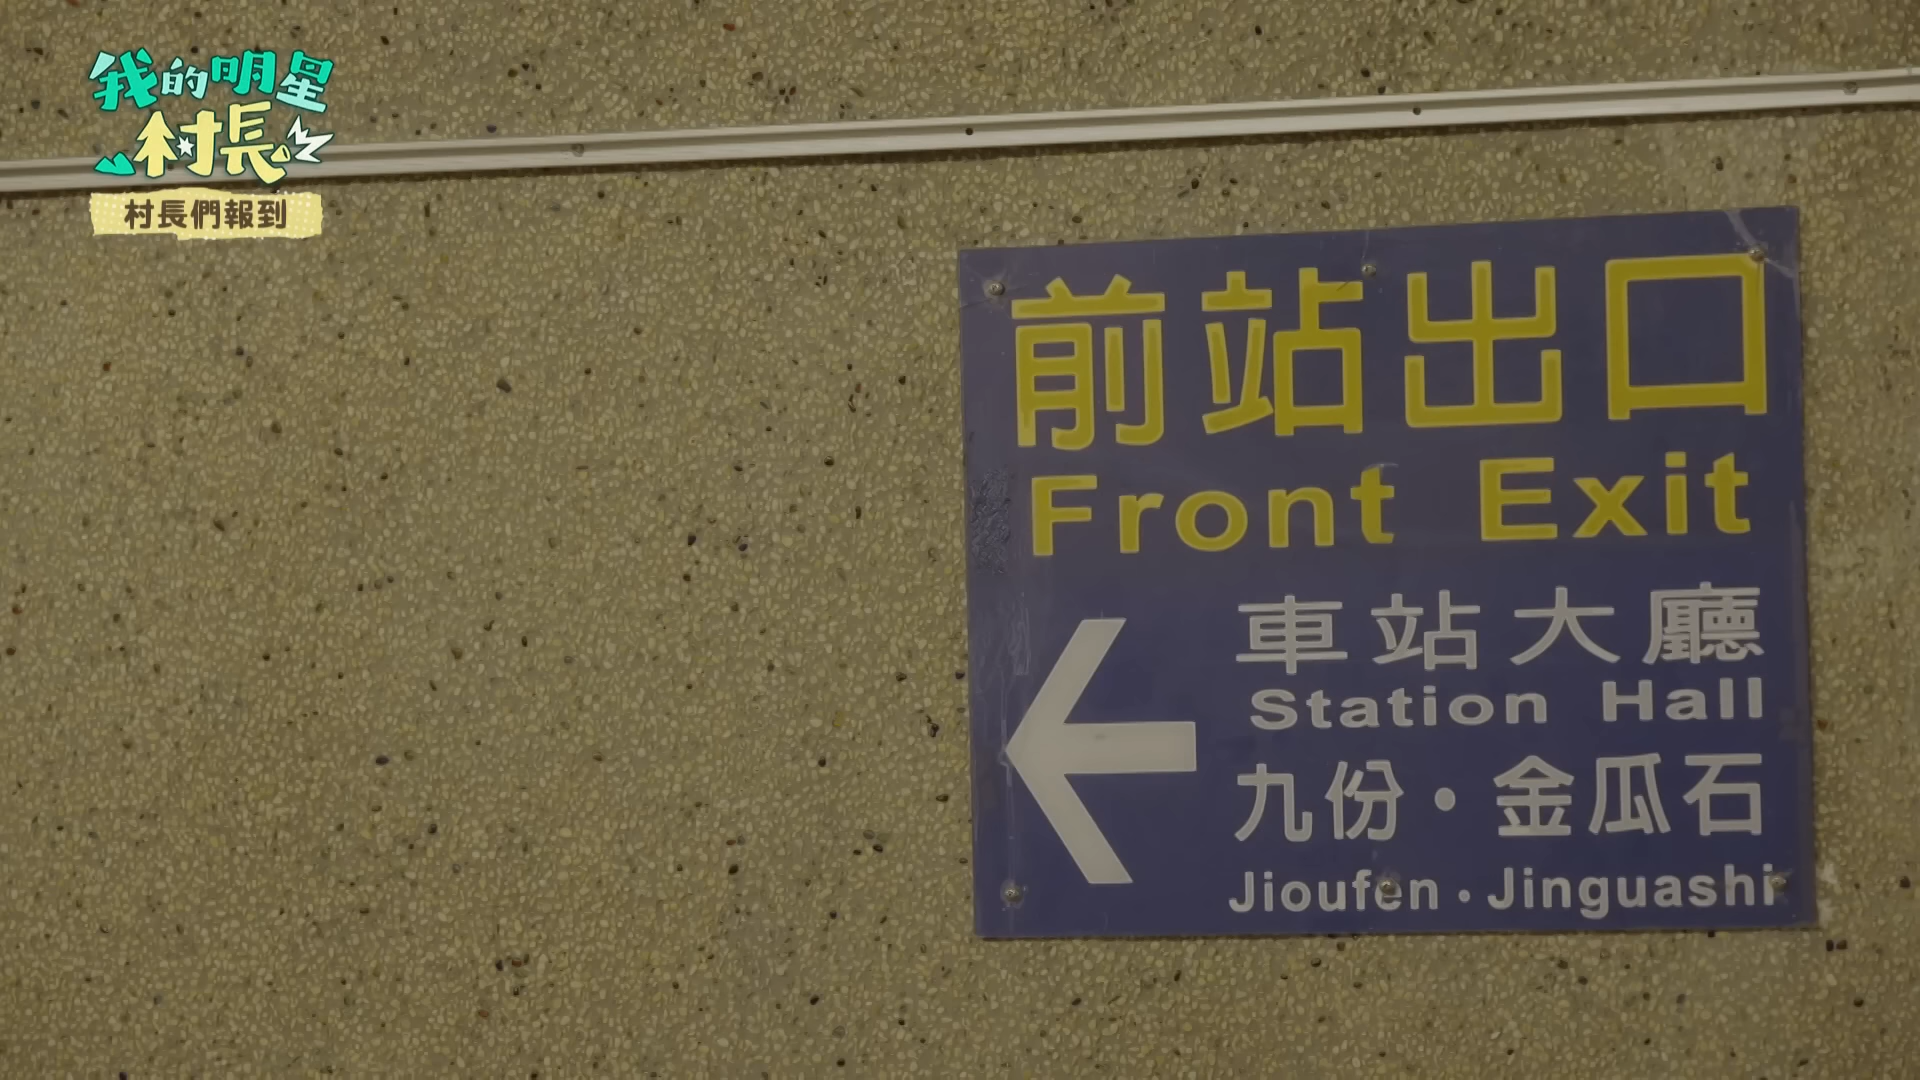 我的明星
村長
村長們報到
前站出口
Front Exit
車站大廳
Station Hall
九份・金瓜石
Jioufen・Jinguashi